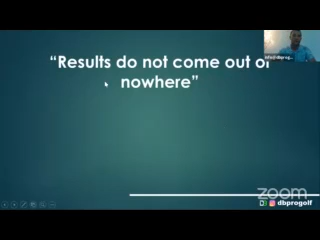 “Results do not come out of
nowhere”
zoom
dbprogolf